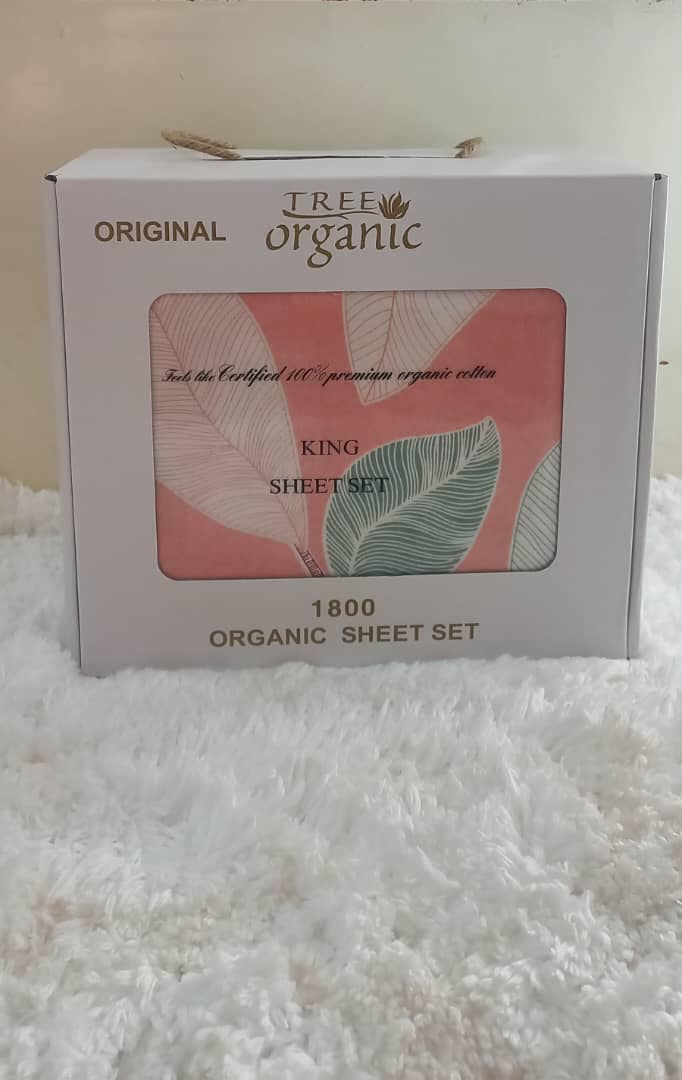 ORIGINAL
TREE
organic
Feels like Certified 100% premium organic cotton
KING
SHEET SET
1800
ORGANIC SHEET SET